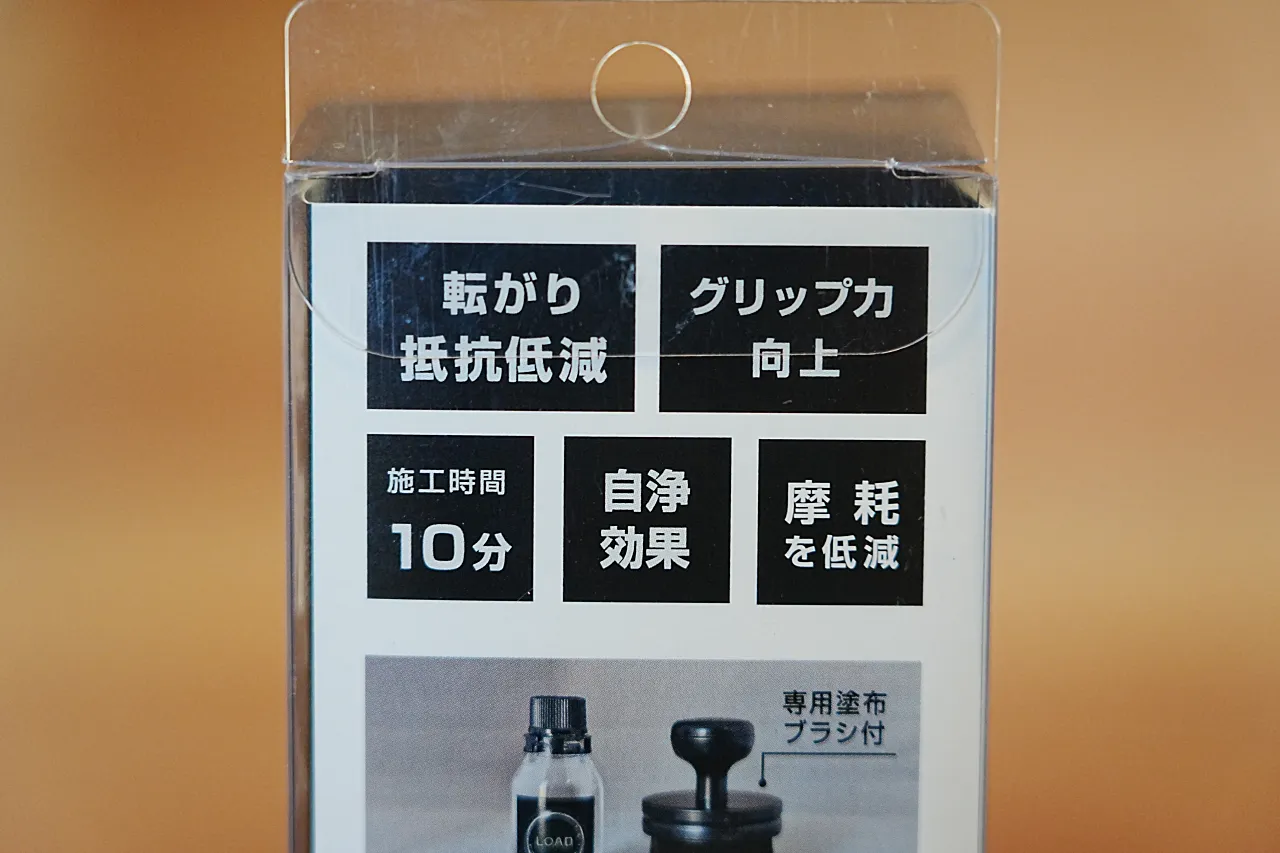 転がり
抵抗低減
グリップ力
向上
施工時間
10分
自浄
効果
摩 耗
を低減
専用塗布
ブラシ付
LOAD